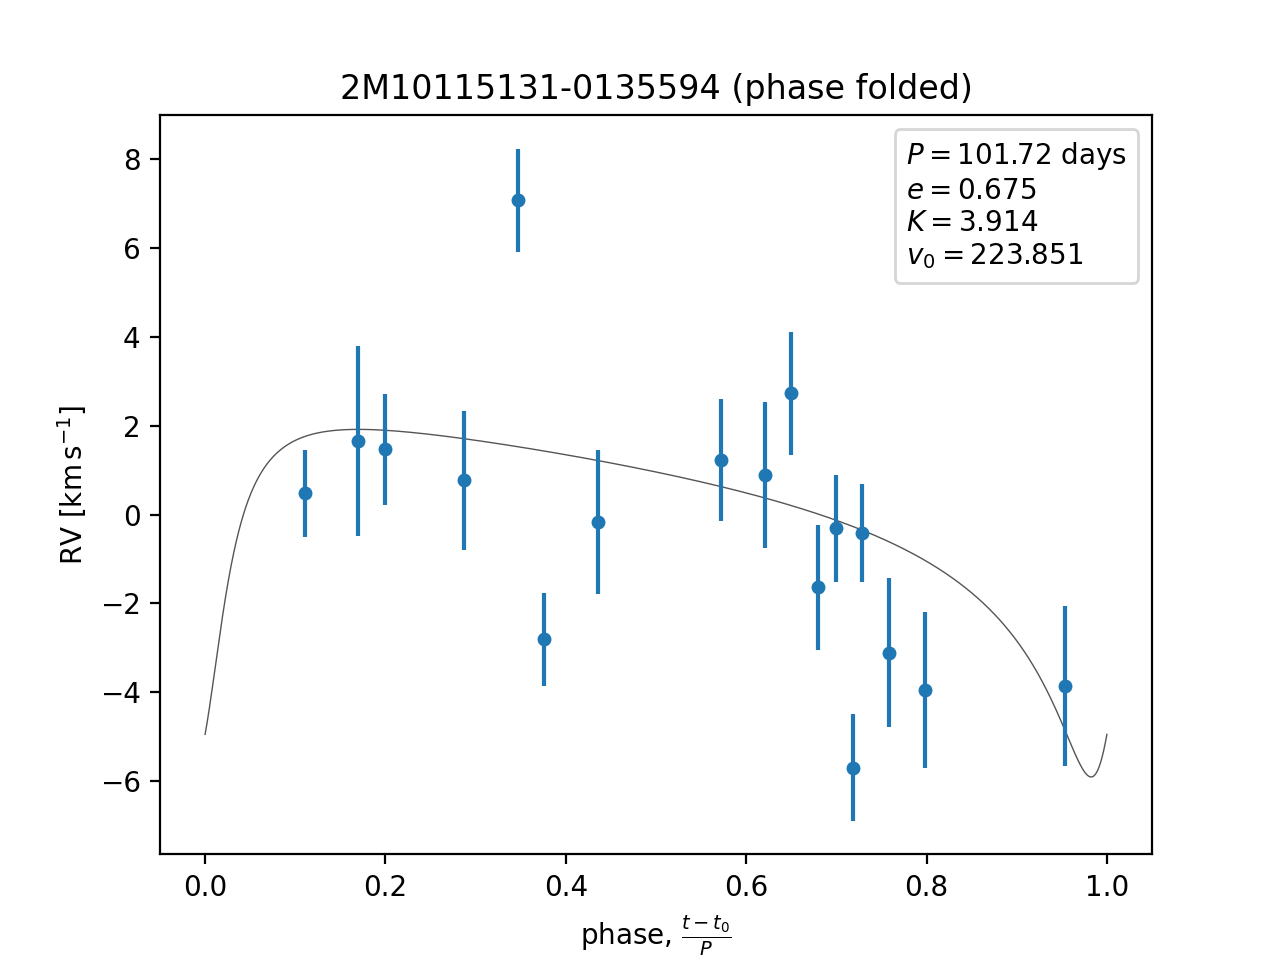 2M10115131-0135594 (phase folded)
P = 101.72 days
e = 0.675
K = 3.914
v₀ = 223.851
8
6
4
2
0
−2
−4
−6
RV [km s⁻¹]
0.0 0.2 0.4 0.6 0.8 1.0
phase, (t − t₀)/P